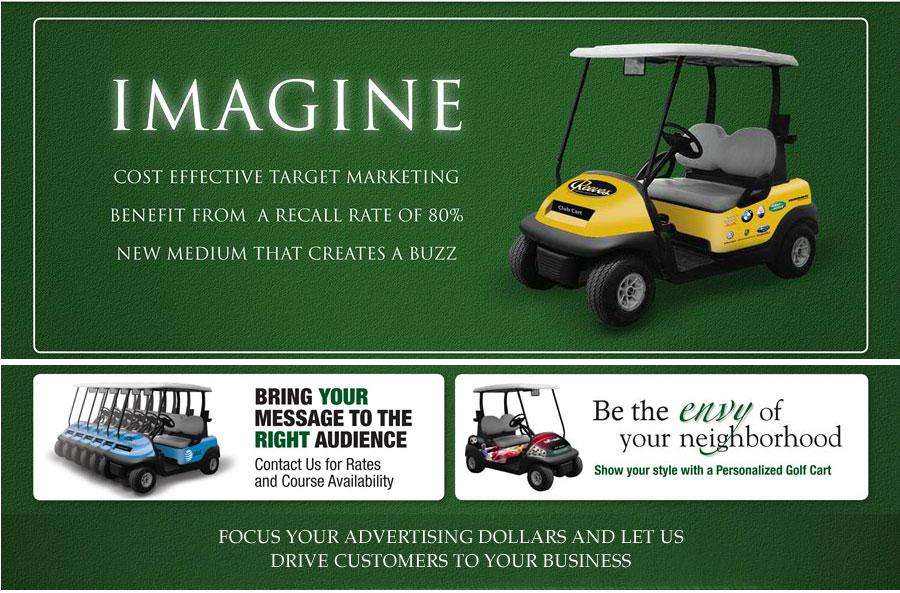 IMAGINE
COST EFFECTIVE TARGET MARKETING
BENEFIT FROM A RECALL RATE OF 80%
NEW MEDIUM THAT CREATES A BUZZ
Reeves
Club Cart
BRING YOUR
MESSAGE TO THE
RIGHT AUDIENCE
Contact Us for Rates
and Course Availability
at&t
Be the envy of
your neighborhood
Show your style with a Personalized Golf Cart
FOCUS YOUR ADVERTISING DOLLARS AND LET US
DRIVE CUSTOMERS TO YOUR BUSINESS